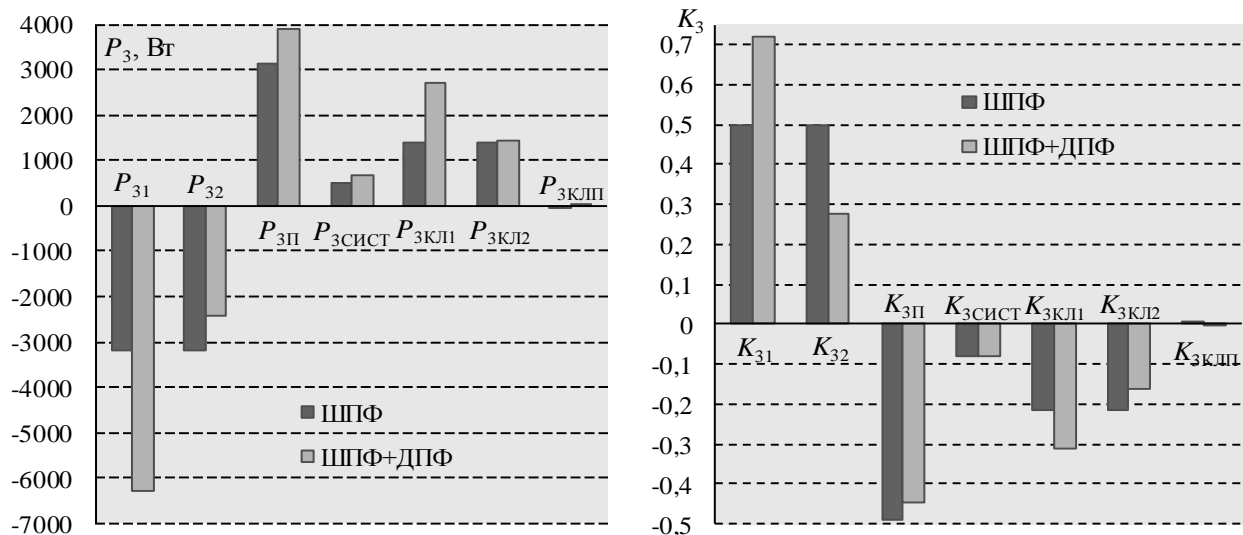 4000
P3, Вт
3000
2000
1000
0
-1000
-2000
-3000
-4000
-5000
-6000
-7000
P31 P32
P3КЛП
P3П P3СИСТ P3КЛ1 P3КЛ2
ШПФ
ШПФ+ДПФ
K3
0,7
0,6
0,5
0,4
0,3
0,2
0,1
0
-0,1
-0,2
-0,3
-0,4
-0,5
ШПФ
ШПФ+ДПФ
K3П K3СИСТ K3КЛ1 K3КЛ2
K31 K32
K3КЛП